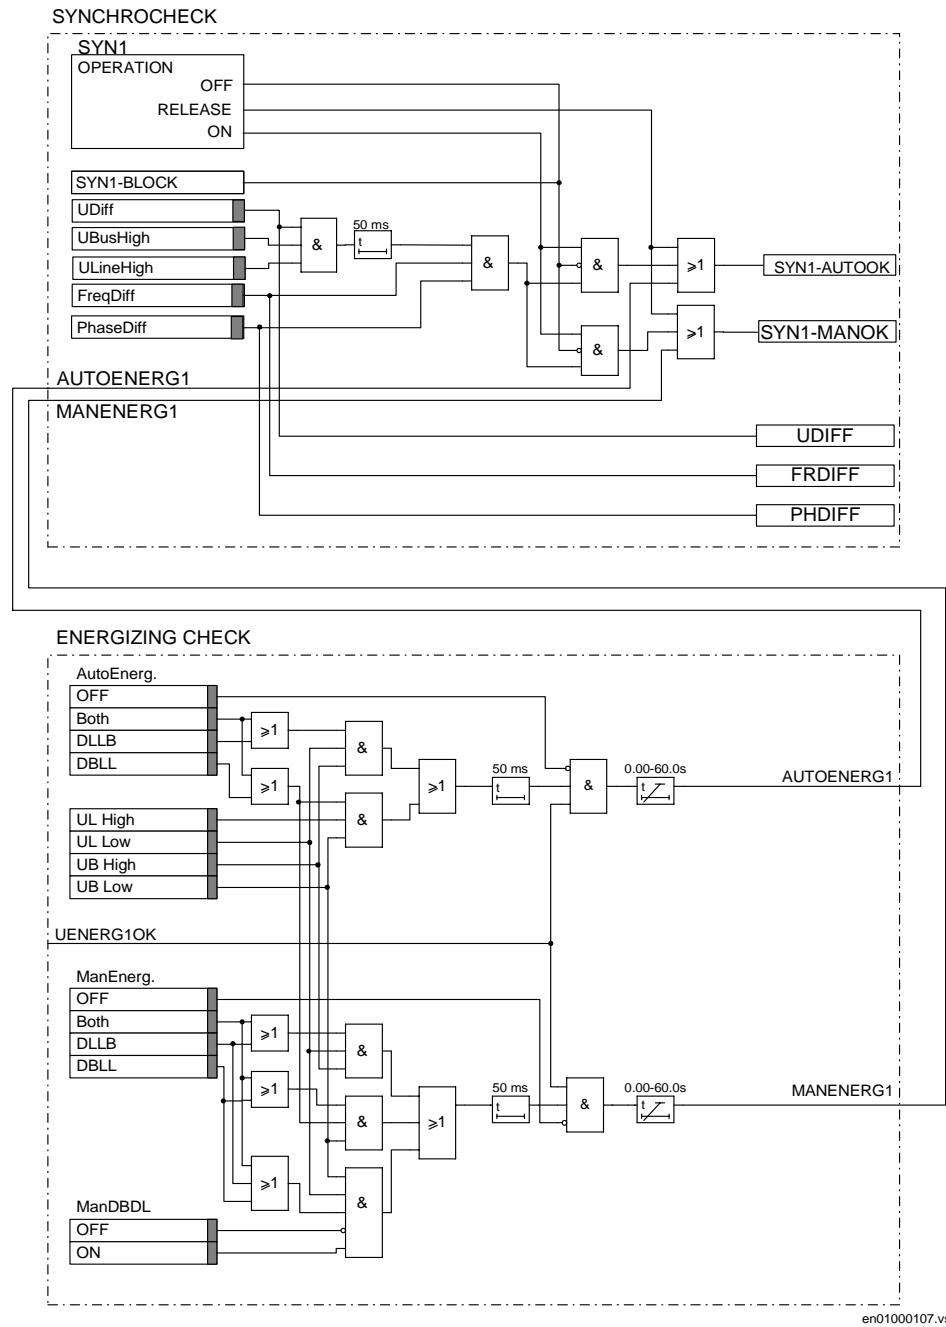 SYNCHROCHECK
SYN1
OPERATION
OFF
RELEASE
ON
SYN1-BLOCK
UDiff
50 ms
UBusHigh
&
t
ULineHigh
&
&
≥1
SYN1-AUTOOK
FreqDiff
PhaseDiff
&
≥1
SYN1-MANOK
AUTOENERG1
MANENERG1
UDIFF
FRDIFF
PHDIFF
ENERGIZING CHECK
AutoEnerg.
OFF
Both
≥1
DLLB
&
DBLL
50 ms
0.00-60.0s
AUTOENERG1
≥1
≥1
t
&
t
UL High
&
UL Low
UB High
UB Low
UENERG1OK
ManEnerg.
OFF
Both
≥1
DLLB
&
DBLL
50 ms
0.00-60.0s
MANENERG1
≥1
t
&
t
&
≥1
≥1
ManDBDL
&
OFF
ON
en01000107.v